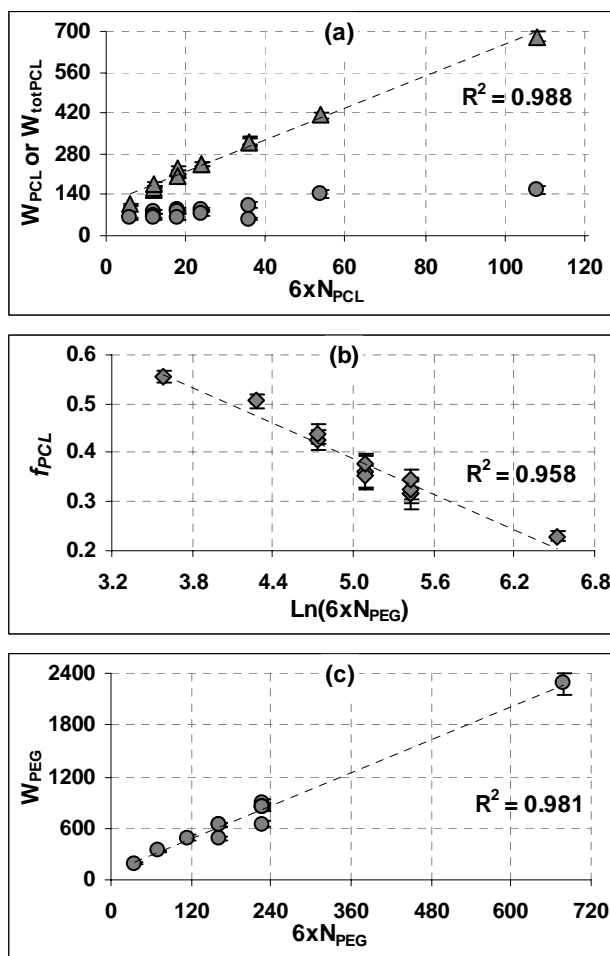 (a)
700
560
420
280
140
0
W_PCL or W_totPCL
R² = 0.988
0 20 40 60 80 100 120
6xN_PCL
(b)
0.6
0.5
0.4
0.3
0.2
f_PCL
R² = 0.958
3.2 3.8 4.4 5.0 5.6 6.2 6.8
Ln(6xN_PEG)
(c)
2400
1800
1200
600
0
W_PEG
R² = 0.981
0 120 240 360 480 600 720
6xN_PEG